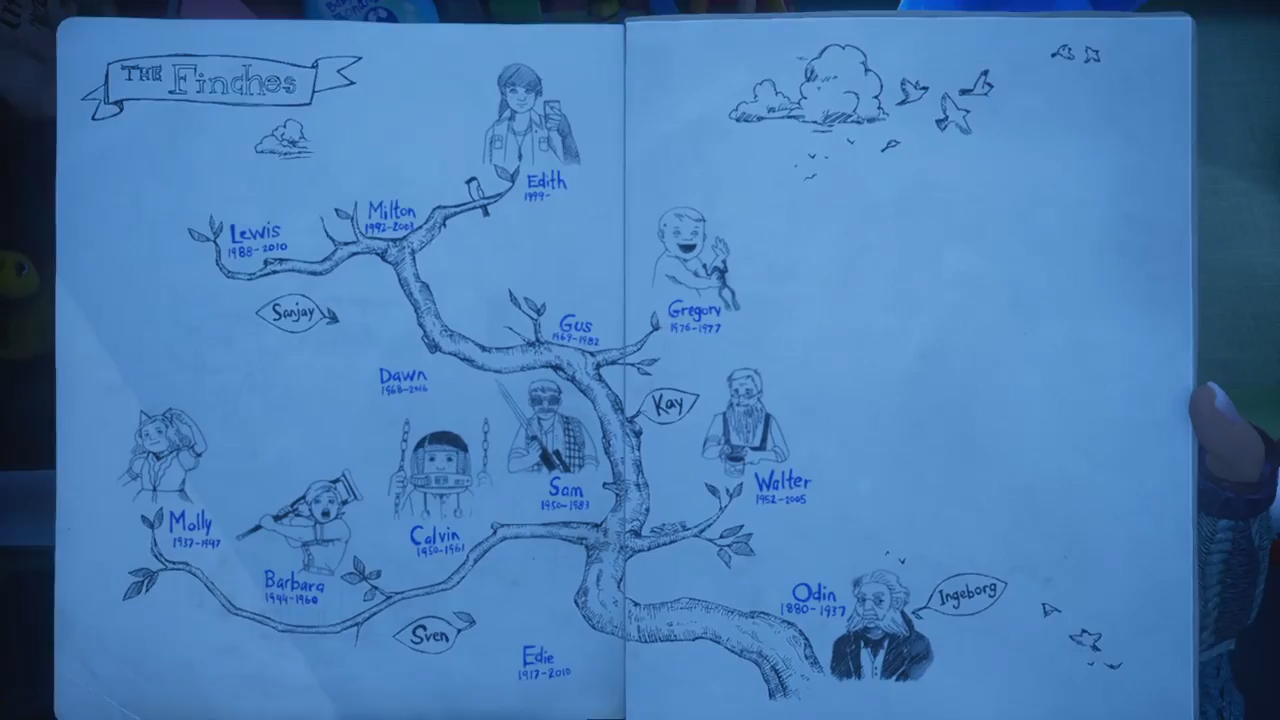 THE Finches
Edith
1999-
Milton
1992-2003
Lewis
1988-2010
Sanjay
Gregory
1976-1977
Gus
1969-1982
Dawn
1968-2016
Kay
Sam
1950-1983
Walter
1952-2005
Calvin
1950-1961
Molly
1937-1947
Barbara
1944-1960
Sven
Edie
1917-2010
Odin
1880-1937
Ingeborg